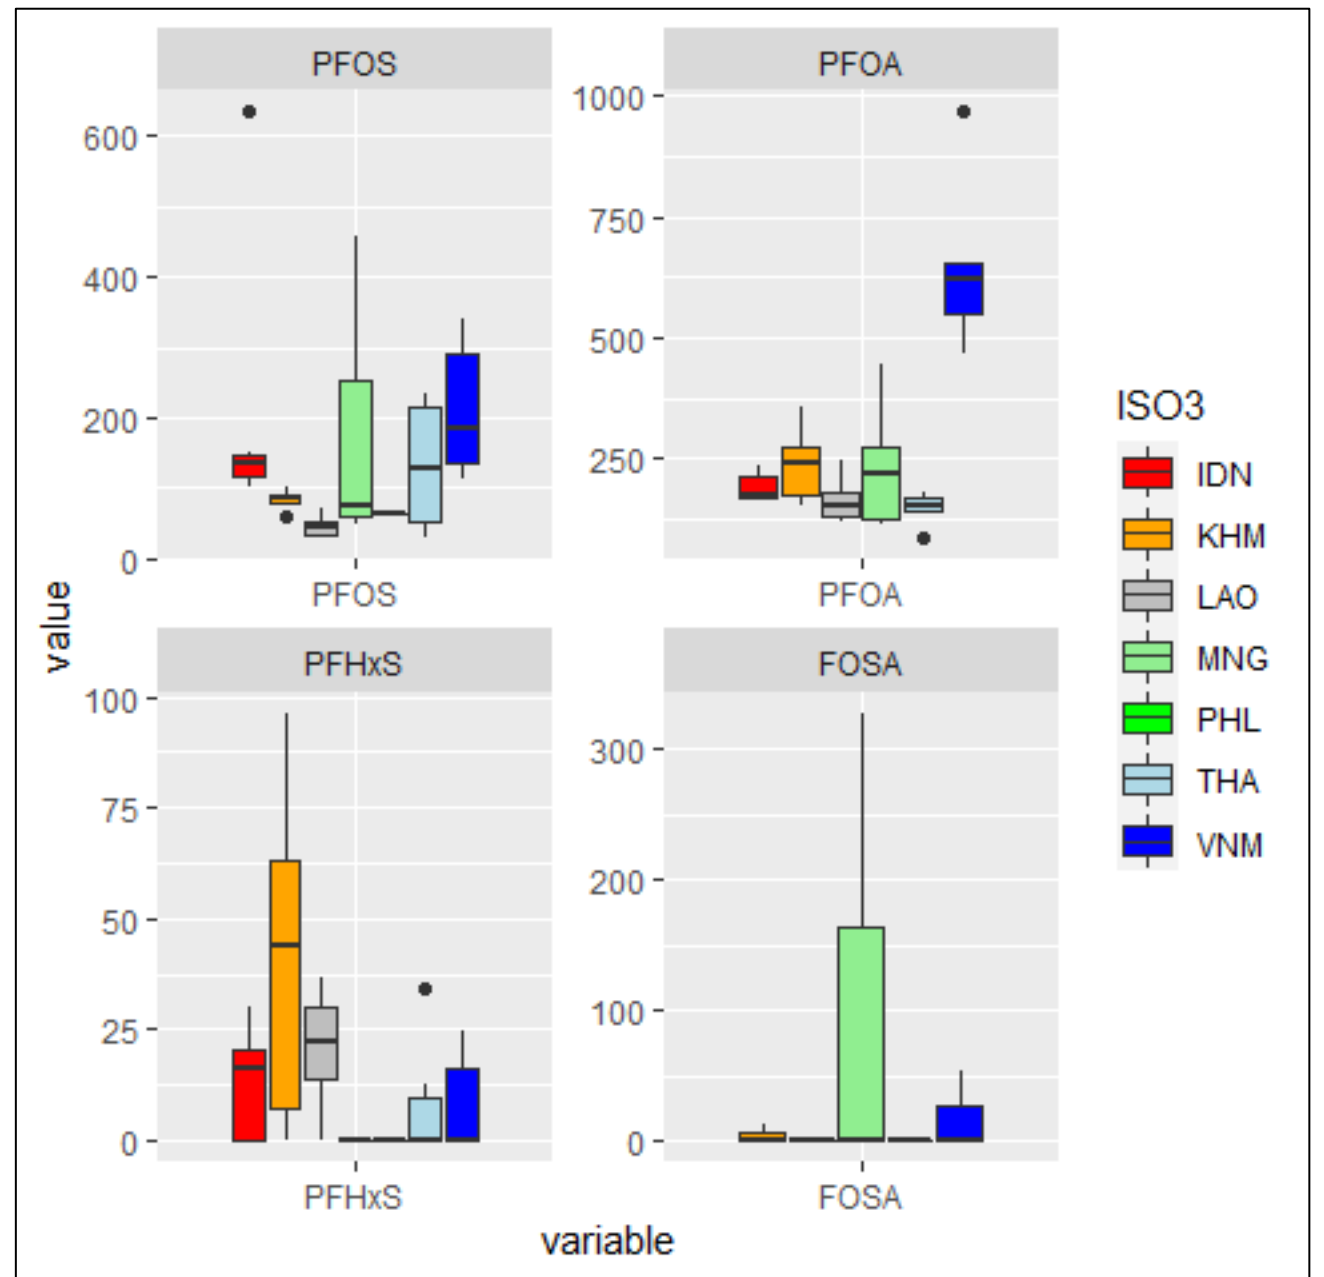 PFOS
600
400
200
0
PFOS
PFOA
1000
750
500
250
PFOA
value
PFHxS
100
75
50
25
0
PFHxS
FOSA
300
200
100
0
FOSA
variable
ISO3
IDN
KHM
LAO
MNG
PHL
THA
VNM